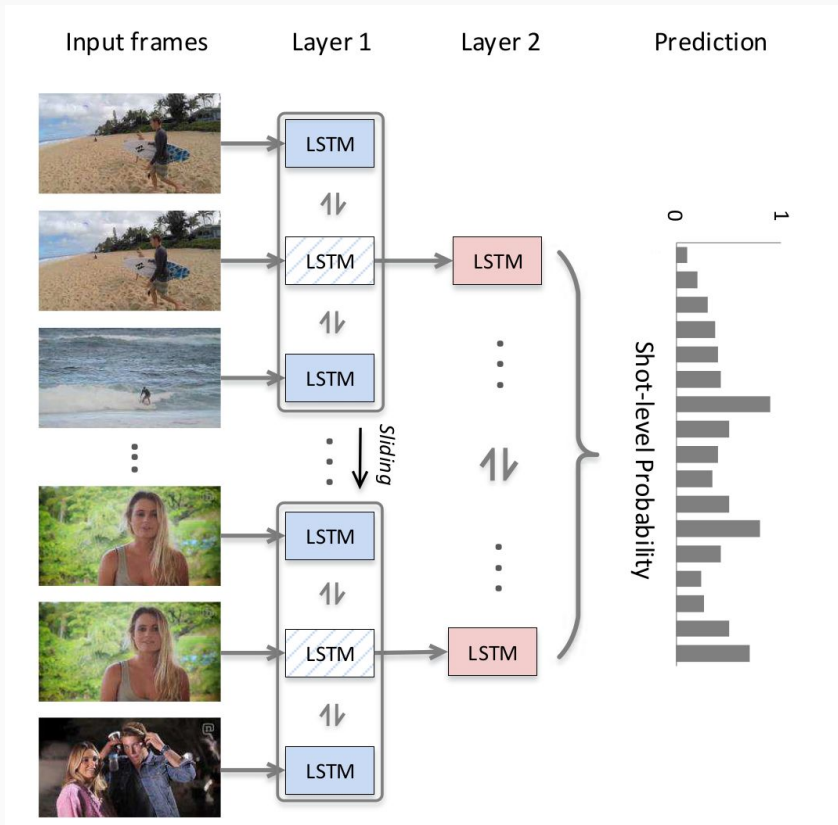 Input frames
Layer 1
Layer 2
Prediction
LSTM
LSTM
LSTM
LSTM
LSTM
Sliding
LSTM
LSTM
LSTM
0
1
Shot-level Probability